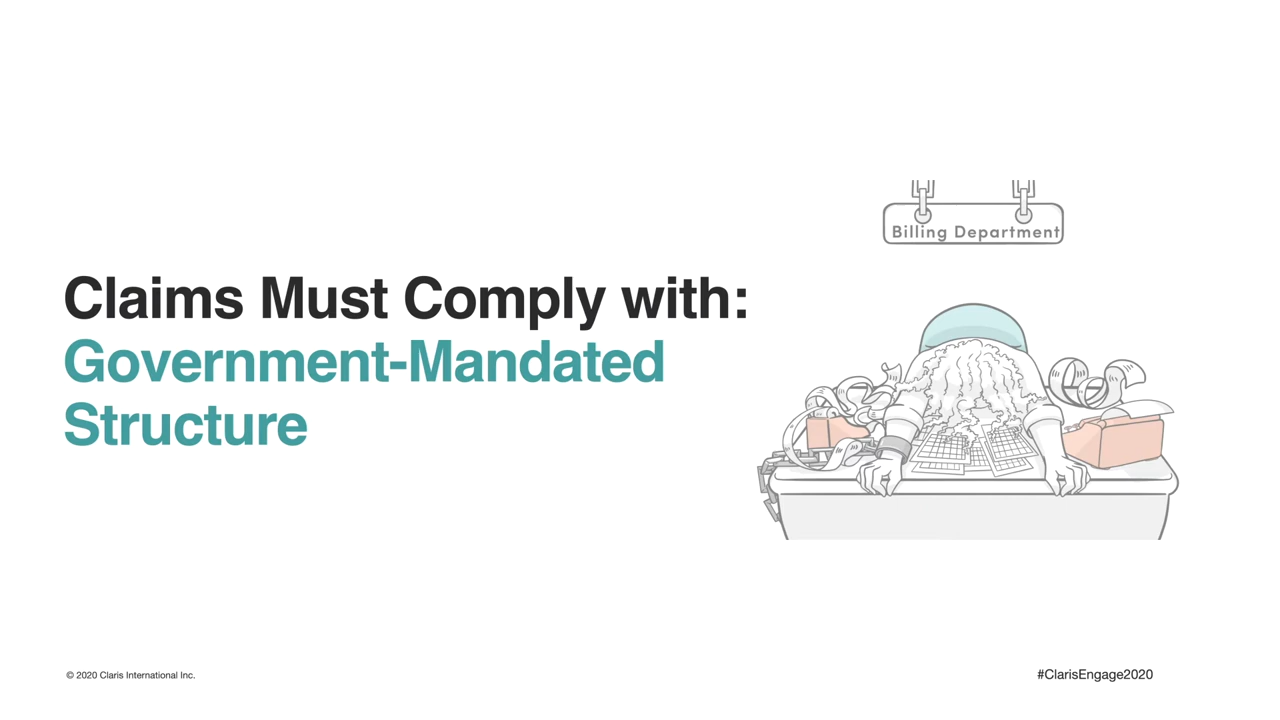 Billing Department
Claims Must Comply with:
Government-Mandated
Structure
© 2020 Claris International Inc.
#ClarisEngage2020